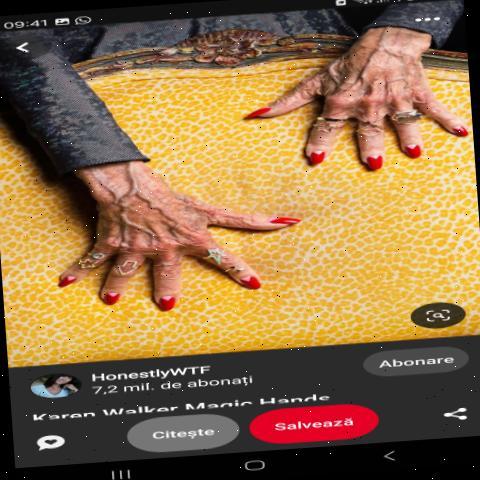 09:41
HonestlyWTF
Abonare
7,2 mil. de abonați
Karen Walker Magic Hands
Citește
Salvează